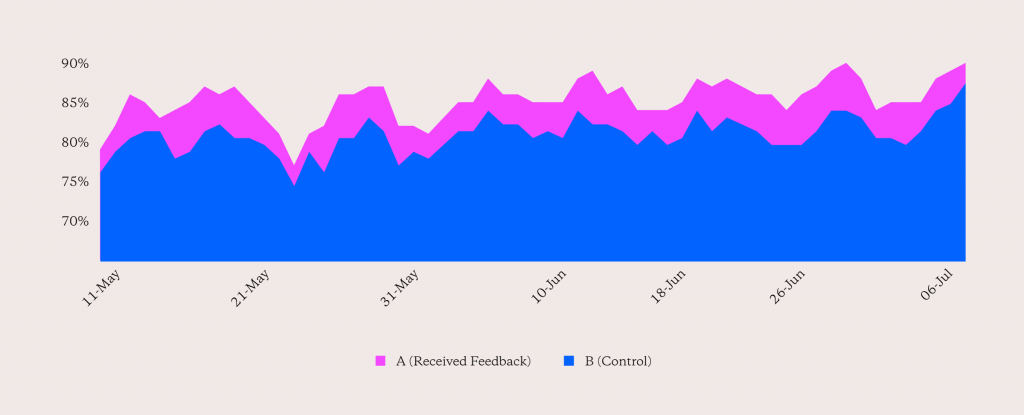 90%
85%
80%
75%
70%
11-May
21-May
31-May
10-Jun
18-Jun
26-Jun
06-Jul
A (Received Feedback)
B (Control)